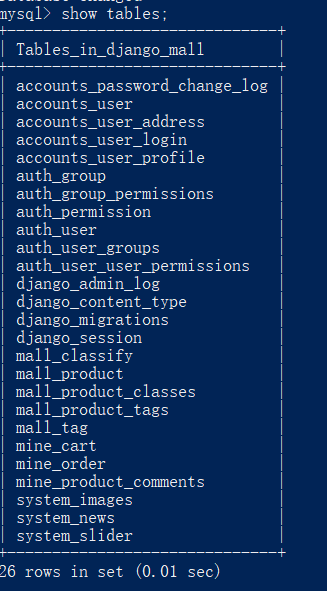 mysql> show tables;
+------------------------------+
| Tables_in_django_mall        |
+------------------------------+
| accounts_password_change_log |
| accounts_user                |
| accounts_user_address        |
| accounts_user_login          |
| accounts_user_profile        |
| auth_group                   |
| auth_group_permissions       |
| auth_permission              |
| auth_user                    |
| auth_user_groups             |
| auth_user_user_permissions   |
| django_admin_log             |
| django_content_type          |
| django_migrations            |
| django_session               |
| mall_classify                |
| mall_product                 |
| mall_product_classes         |
| mall_product_tags            |
| mall_tag                     |
| mine_cart                    |
| mine_order                   |
| mine_product_comments        |
| system_images                |
| system_news                  |
| system_slider                |
+------------------------------+
26 rows in set (0.01 sec)